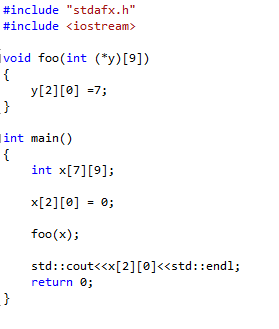 #include "stdafx.h"
#include <iostream>
void foo(int (*y)[9])
{
y[2][0] =7;
}
int main()
{
int x[7][9];
x[2][0] = 0;
foo(x);
std::cout<<x[2][0]<<std::endl;
return 0;
}